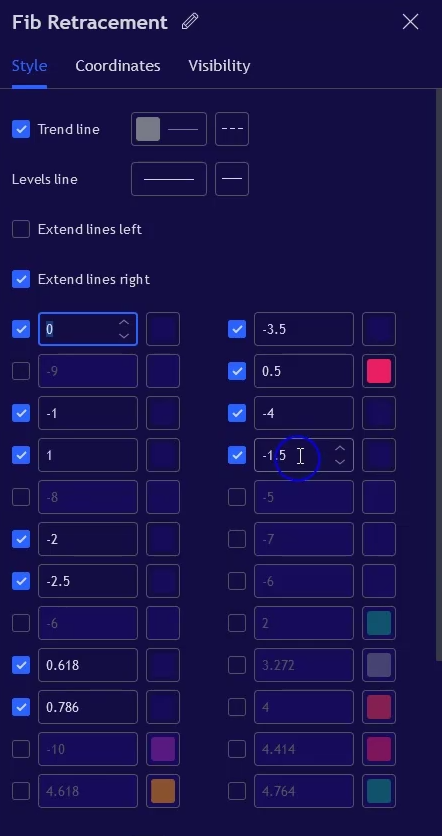 Fib Retracement
Style Coordinates Visibility
Trend line
Levels line
Extend lines left
Extend lines right
0 -3.5
-9 0.5
-1 -4
1 -1.5
-8 -5
-2 -7
-2.5 -6
-6 2
0.618 3.272
0.786 4
-10 4.414
4.618 4.764